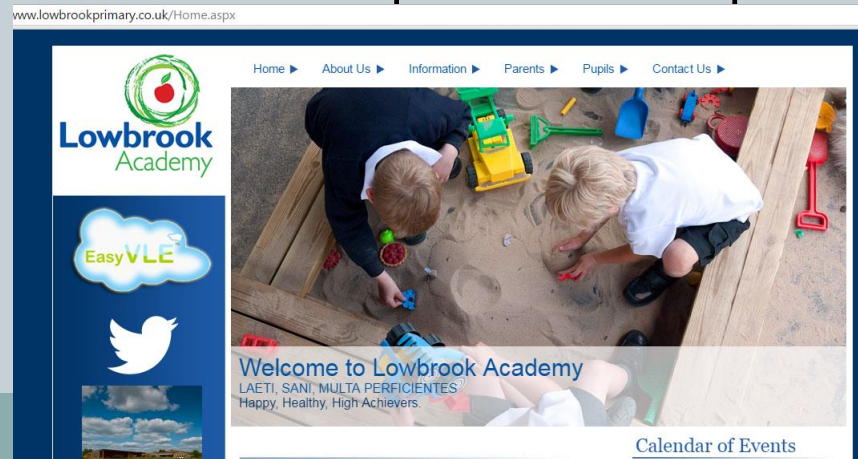 www.lowbrookprimary.co.uk/Home.aspx
Lowbrook
Academy
Home ▶ About Us ▶ Information ▶ Parents ▶ Pupils ▶ Contact Us ▶
EasyVLE
Welcome to Lowbrook Academy
LAETI, SANI, MULTA PERFICIENTES
Happy, Healthy, High Achievers.
Calendar of Events